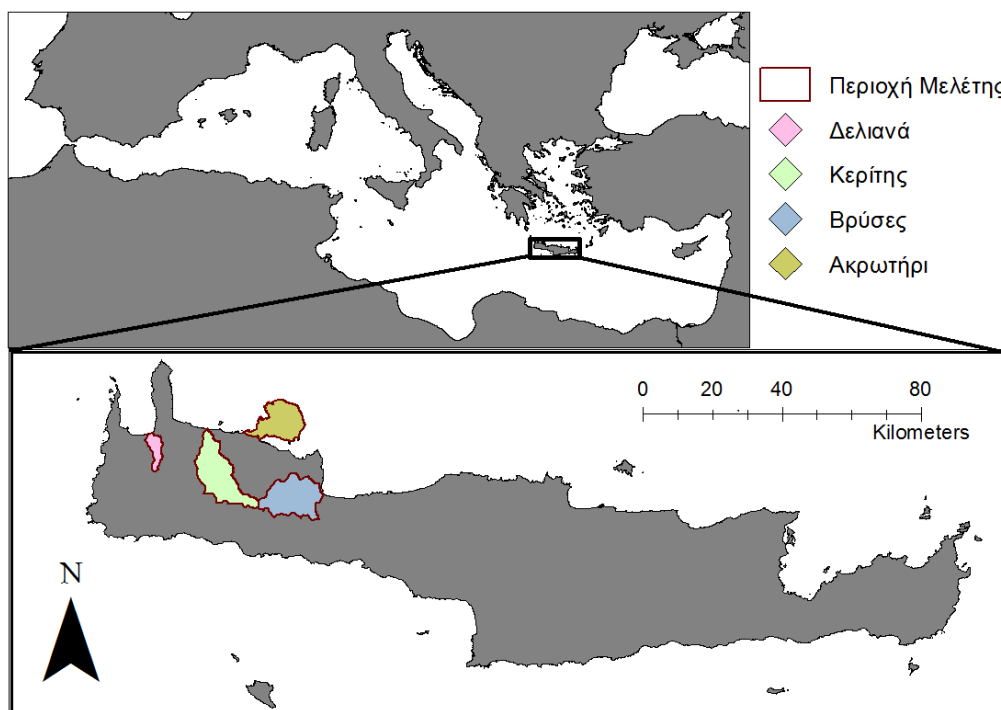 Περιοχή Μελέτης
Δελιανά
Κερίτης
Βρύσες
Ακρωτήρι
0 20 40 80
Kilometers
N